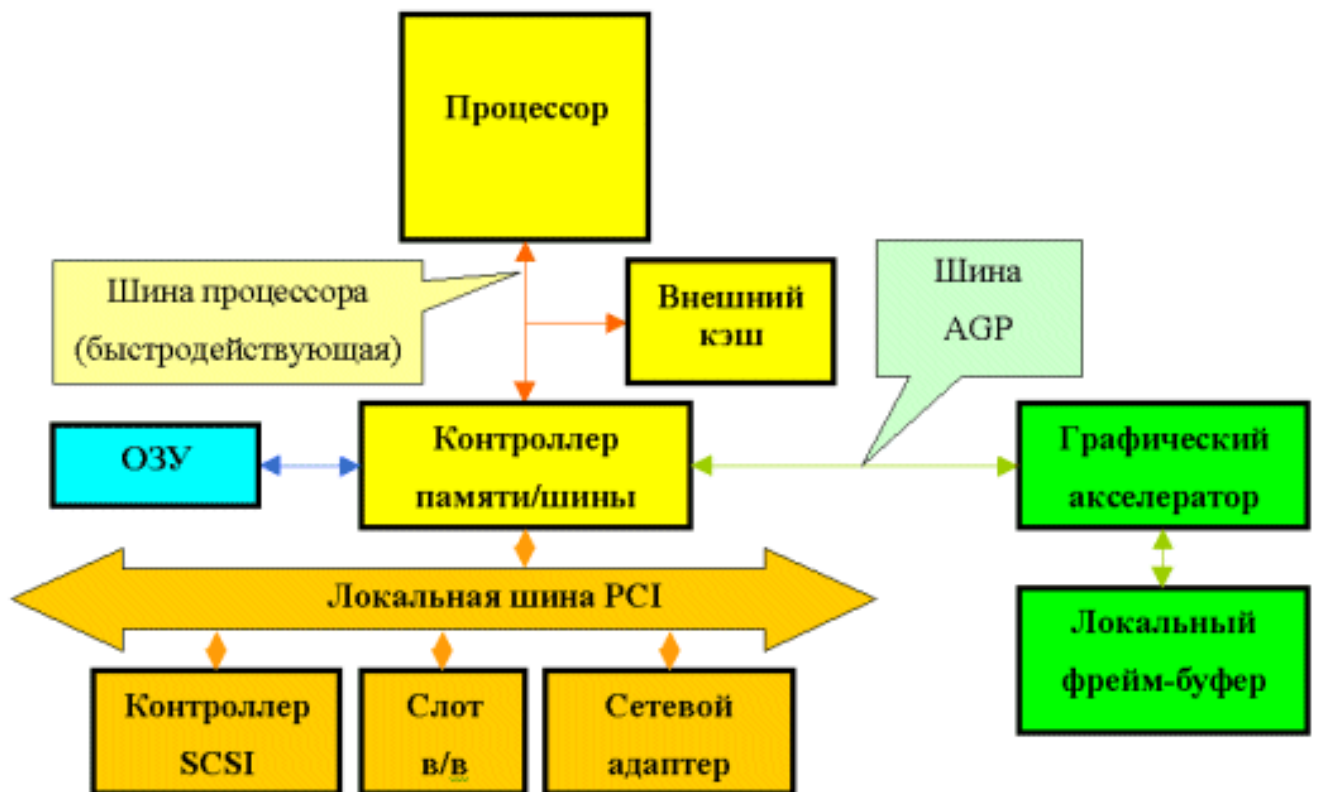 Процессор
Шина процессора
(быстродействующая)
Внешний
кэш
Шина
AGP
ОЗУ
Контроллер
памяти/шины
Графический
акселератор
Локальная шина PCI
Локальный
фрейм-буфер
Контроллер
SCSI
Слот
в/в
Сетевой
адаптер